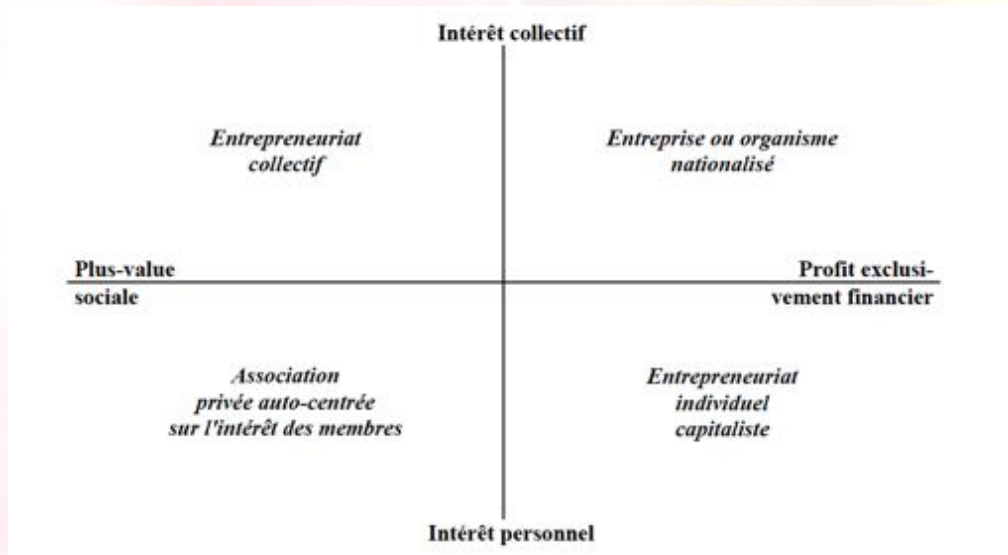 Intérêt collectif
Entrepreneuriat
collectif
Entreprise ou organisme
nationalisé
Plus-value
sociale
Profit exclusi-
vement financier
Association
privée auto-centrée
sur l'intérêt des membres
Entrepreneuriat
individuel
capitaliste
Intérêt personnel